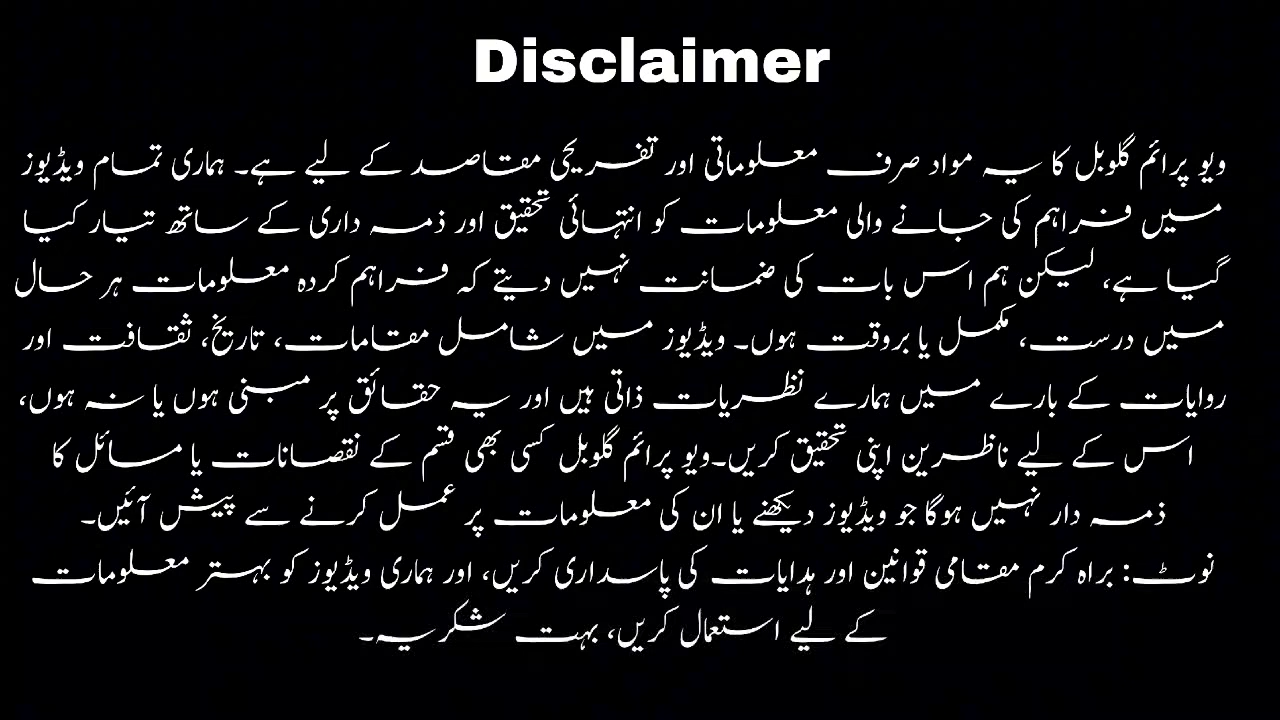 Disclaimer
ویو پرائم گلوبل کا یہ مواد صرف معلوماتی اور تفریحی مقاصد کے لیے ہے۔ ہماری تمام ویڈیوز
میں فراہم کی جانے والی معلومات کو انتہائی تحقیق اور ذمہ داری کے ساتھ تیار کیا
گیا ہے، لیکن ہم اس بات کی ضمانت نہیں دیتے کہ فراہم کردہ معلومات ہر حال
میں درست، مکمل یا بروقت ہوں۔ ویڈیوز میں شامل مقامات، تاریخ، ثقافت اور
روایات کے بارے میں ہمارے نظریات ذاتی ہیں اور یہ حقائق پر مبنی ہوں یا نہ ہوں،
اس کے لیے ناظرین اپنی تحقیق کریں۔ویو پرائم گلوبل کسی بھی قسم کے نقصانات یا مسائل کا
ذمہ دار نہیں ہوگا جو ویڈیوز دیکھنے یا ان کی معلومات پر عمل کرنے سے پیش آئیں۔
نوٹ: براہ کرم مقامی قوانین اور ہدایات کی پاسداری کریں، اور ہماری ویڈیوز کو بہتر معلومات
کے لیے استعمال کریں، بہت شکریہ۔